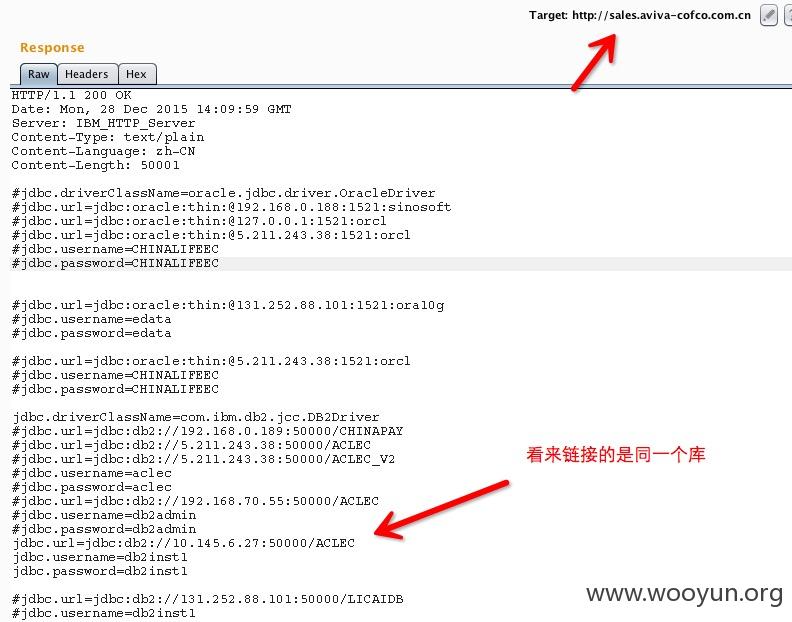 Target: http://sales.aviva-cofco.com.cn
Response
Raw Headers Hex
HTTP/1.1 200 OK
Date: Mon, 28 Dec 2015 14:09:59 GMT
Server: IBM_HTTP_Server
Content-Type: text/plain
Content-Language: zh-CN
Content-Length: 50001
#jdbc.driverClassName=oracle.jdbc.driver.OracleDriver
#jdbc.url=jdbc:oracle:thin:@192.168.0.188:1521:sinosoft
#jdbc.url=jdbc:oracle:thin:@127.0.0.1:1521:orcl
#jdbc.url=jdbc:oracle:thin:@5.211.243.38:1521:orcl
#jdbc.username=CHINALIFEEC
#jdbc.password=CHINALIFEEC
#jdbc.url=jdbc:oracle:thin:@131.252.88.101:1521:ora10g
#jdbc.username=edata
#jdbc.password=edata
#jdbc.url=jdbc:oracle:thin:@5.211.243.38:1521:orcl
#jdbc.username=CHINALIFEEC
#jdbc.password=CHINALIFEEC
jdbc.driverClassName=com.ibm.db2.jcc.DB2Driver
#jdbc.url=jdbc:db2://192.168.0.189:50000/CHINAPAY
#jdbc.url=jdbc:db2://5.211.243.38:50000/ACLEC
#jdbc.url=jdbc:db2://5.211.243.38:50000/ACLEC_V2
#jdbc.username=aclec
#jdbc.password=aclec
#jdbc.url=jdbc:db2://192.168.70.55:50000/ACLEC
#jdbc.username=db2admin
#jdbc.password=db2admin
jdbc.url=jdbc:db2://10.145.6.27:50000/ACLEC
jdbc.username=db2inst1
jdbc.password=db2inst1
#jdbc.url=jdbc:db2://131.252.88.101:50000/LICAIDB
#jdbc.username=db2inst1
看来链接的是同一个库
www.wooyun.org